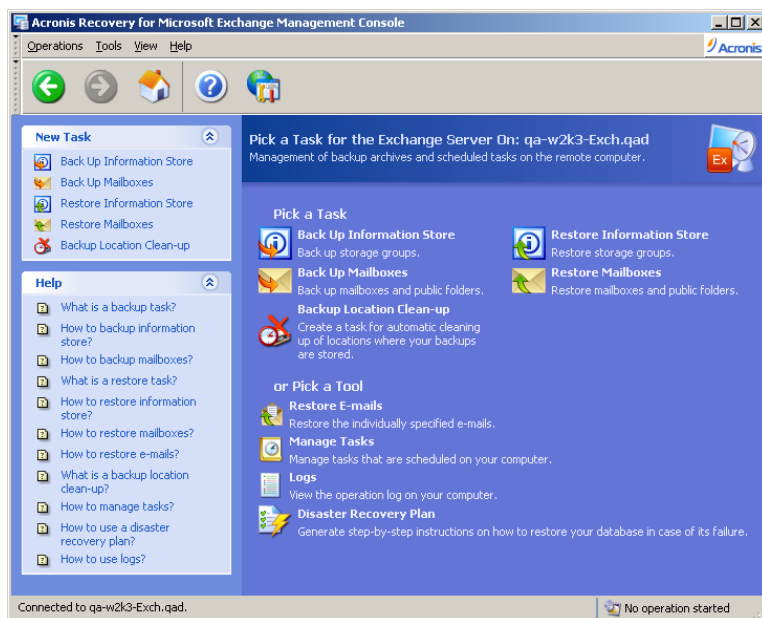 Acronis Recovery for Microsoft Exchange Management Console
Operations Tools View Help
Acronis
New Task
Back Up Information Store
Back Up Mailboxes
Restore Information Store
Restore Mailboxes
Backup Location Clean-up
Help
What is a backup task?
How to backup information
store?
How to backup mailboxes?
What is a restore task?
How to restore information
store?
How to restore mailboxes?
How to restore e-mails?
What is a backup location
clean-up?
How to manage tasks?
How to use a disaster
recovery plan?
How to use logs?
Pick a Task for the Exchange Server On: qa-w2k3-Exch.qad
Management of backup archives and scheduled tasks on the remote computer.
Ex
Pick a Task
Back Up Information Store
Back up storage groups.
Restore Information Store
Restore storage groups.
Back Up Mailboxes
Back up mailboxes and public folders.
Restore Mailboxes
Restore mailboxes and public folders.
Backup Location Clean-up
Create a task for automatic cleaning
up of locations where your backups
are stored.
or Pick a Tool
Restore E-mails
Restore the individually specified e-mails.
Manage Tasks
Manage tasks that are scheduled on your computer.
Logs
View the operation log on your computer.
Disaster Recovery Plan
Generate step-by-step instructions on how to restore your database in case of its failure.
Connected to qa-w2k3-Exch.qad.
No operation started